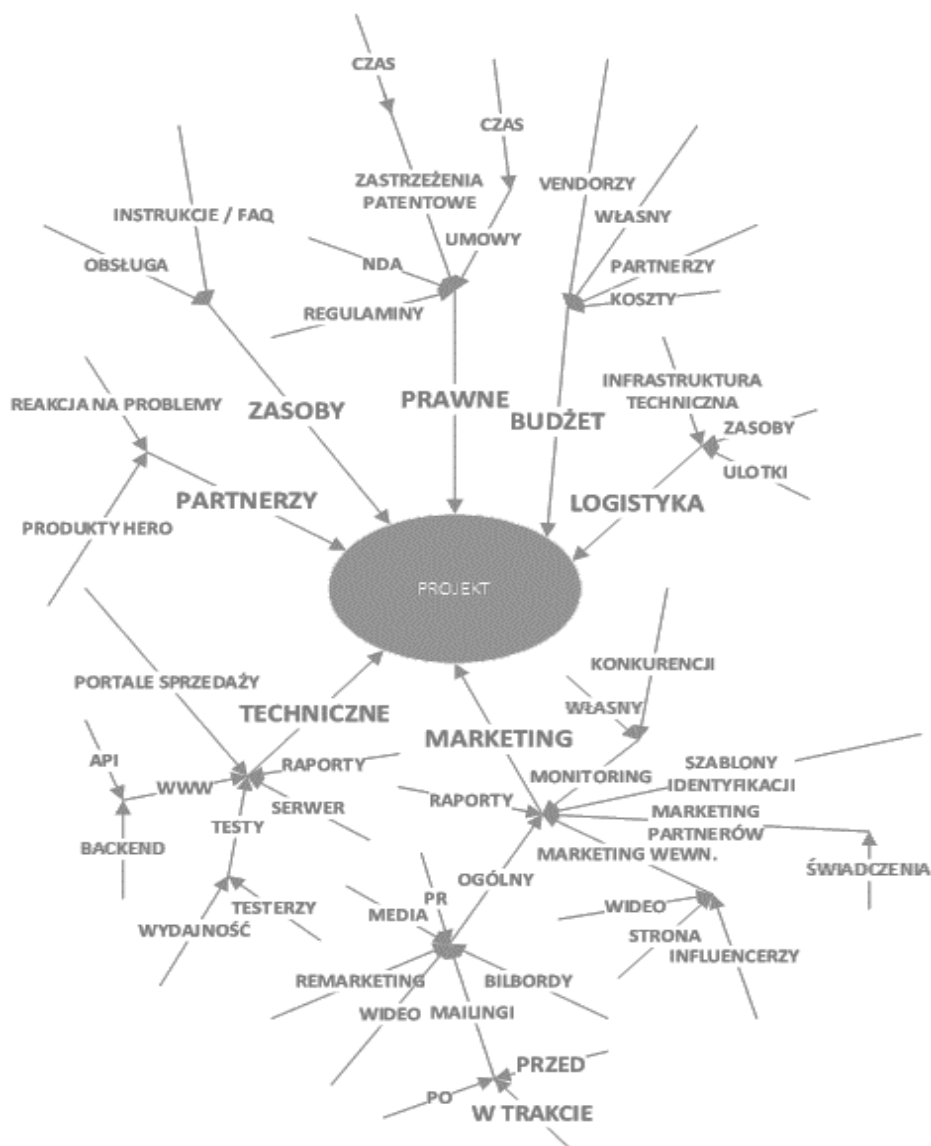 CZAS
CZAS
ZASTRZEŻENIA
PATENTOWE
VENDORZY
INSTRUKCJE / FAQ
WŁASNY
UMOWY
OBSŁUGA
NDA
PARTNERZY
KOSZTY
REGULAMINY
INFRASTRUKTURA
TECHNICZNA
REAKCJA NA PROBLEMY
ZASOBY
PRAWNE
BUDŻET
ZASOBY
ULOTKI
PARTNERZY
LOGISTYKA
PRODUKTY HERO
PROJEKT
KONKURENCJI
PORTALE SPRZEDAŻY
WŁASNY
TECHNICZNE
MARKETING
API
RAPORTY
SZABLONY
IDENTYFIKACJI
WWW
MONITORING
RAPORTY
SERWER
MARKETING
PARTNERÓW
TESTY
BACKEND
MARKETING WEWN.
ŚWIADCZENIA
OGÓLNY
PR
TESTERZY
MEDIA
WIDEO
WYDAJNOŚĆ
STRONA
INFLUENCERZY
REMARKETING
BILBORDY
WIDEO
MAILINGI
PRZED
PO
W TRAKCIE